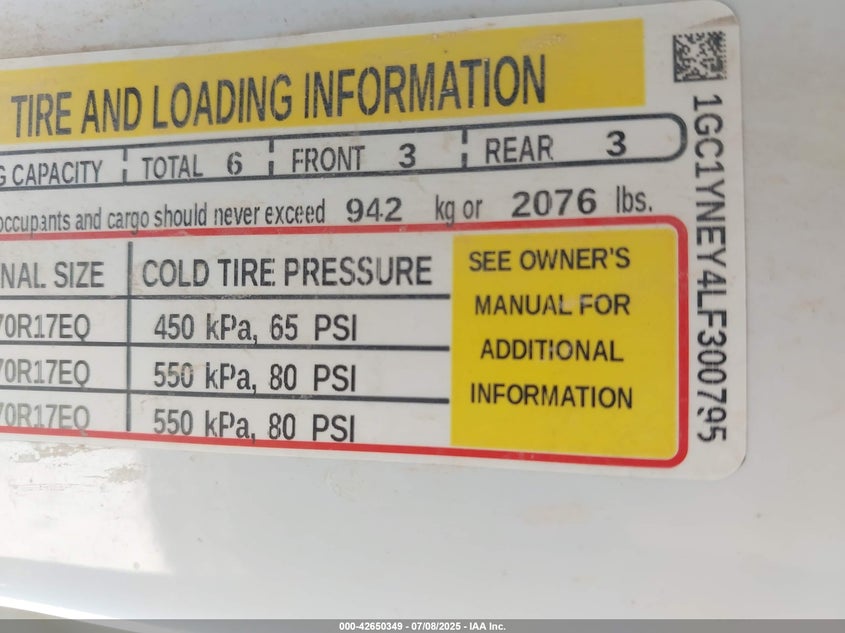 TIRE AND LOADING INFORMATION
G CAPACITY TOTAL 6 FRONT 3 REAR 3
occupants and cargo should never exceed 942 kg or 2076 lbs.
NAL SIZE COLD TIRE PRESSURE
70R17EQ 450 kPa, 65 PSI
70R17EQ 550 kPa, 80 PSI
70R17EQ 550 kPa, 80 PSI
SEE OWNER'S
MANUAL FOR
ADDITIONAL
INFORMATION
1GC1YNEY4LF300795
000-42650349 - 07/08/2025 - IAA Inc.